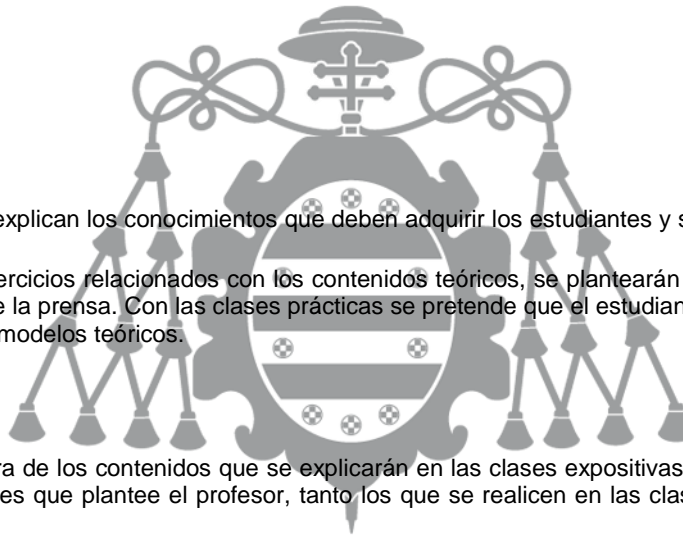 explican los conocimientos que deben adquirir los estudiantes y s
ercicios relacionados con los contenidos teóricos, se plantearán
e la prensa. Con las clases prácticas se pretende que el estudian
modelos teóricos.
ra de los contenidos que se explicarán en las clases expositivas
es que plantee el profesor, tanto los que se realicen en las clas